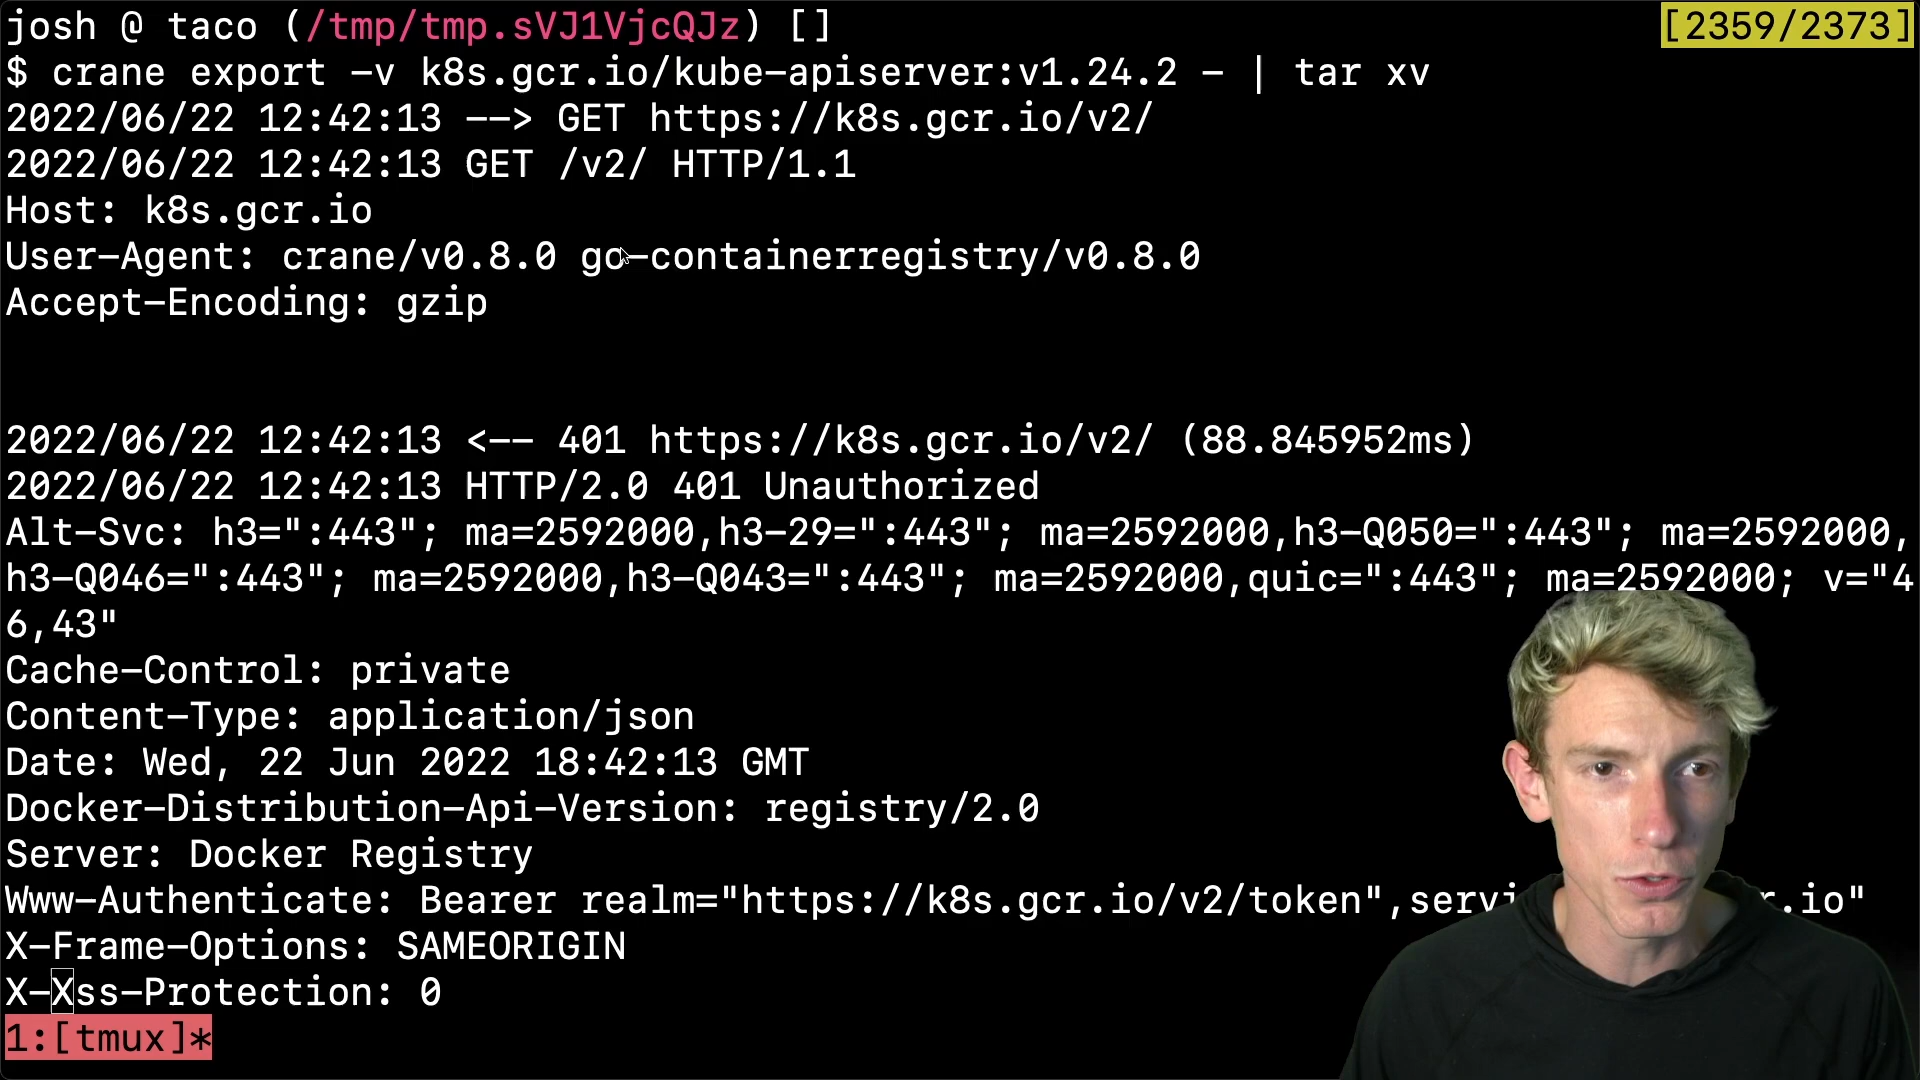 josh @ taco (/tmp/tmp.sVJ1VjcQJz) [] [2359/2373]
$ crane export -v k8s.gcr.io/kube-apiserver:v1.24.2 - | tar xv
2022/06/22 12:42:13 --> GET https://k8s.gcr.io/v2/
2022/06/22 12:42:13 GET /v2/ HTTP/1.1
Host: k8s.gcr.io
User-Agent: crane/v0.8.0 go-containerregistry/v0.8.0
Accept-Encoding: gzip
2022/06/22 12:42:13 <-- 401 https://k8s.gcr.io/v2/ (88.845952ms)
2022/06/22 12:42:13 HTTP/2.0 401 Unauthorized
Alt-Svc: h3=":443"; ma=2592000,h3-29=":443"; ma=2592000,h3-Q050=":443"; ma=2592000,
h3-Q046=":443"; ma=2592000,h3-Q043=":443"; ma=2592000,quic=":443"; ma=2592000; v="4
6,43"
Cache-Control: private
Content-Type: application/json
Date: Wed, 22 Jun 2022 18:42:13 GMT
Docker-Distribution-Api-Version: registry/2.0
Server: Docker Registry
Www-Authenticate: Bearer realm="https://k8s.gcr.io/v2/token",servi r.io"
X-Frame-Options: SAMEORIGIN
X-Xss-Protection: 0
1:[tmux]*